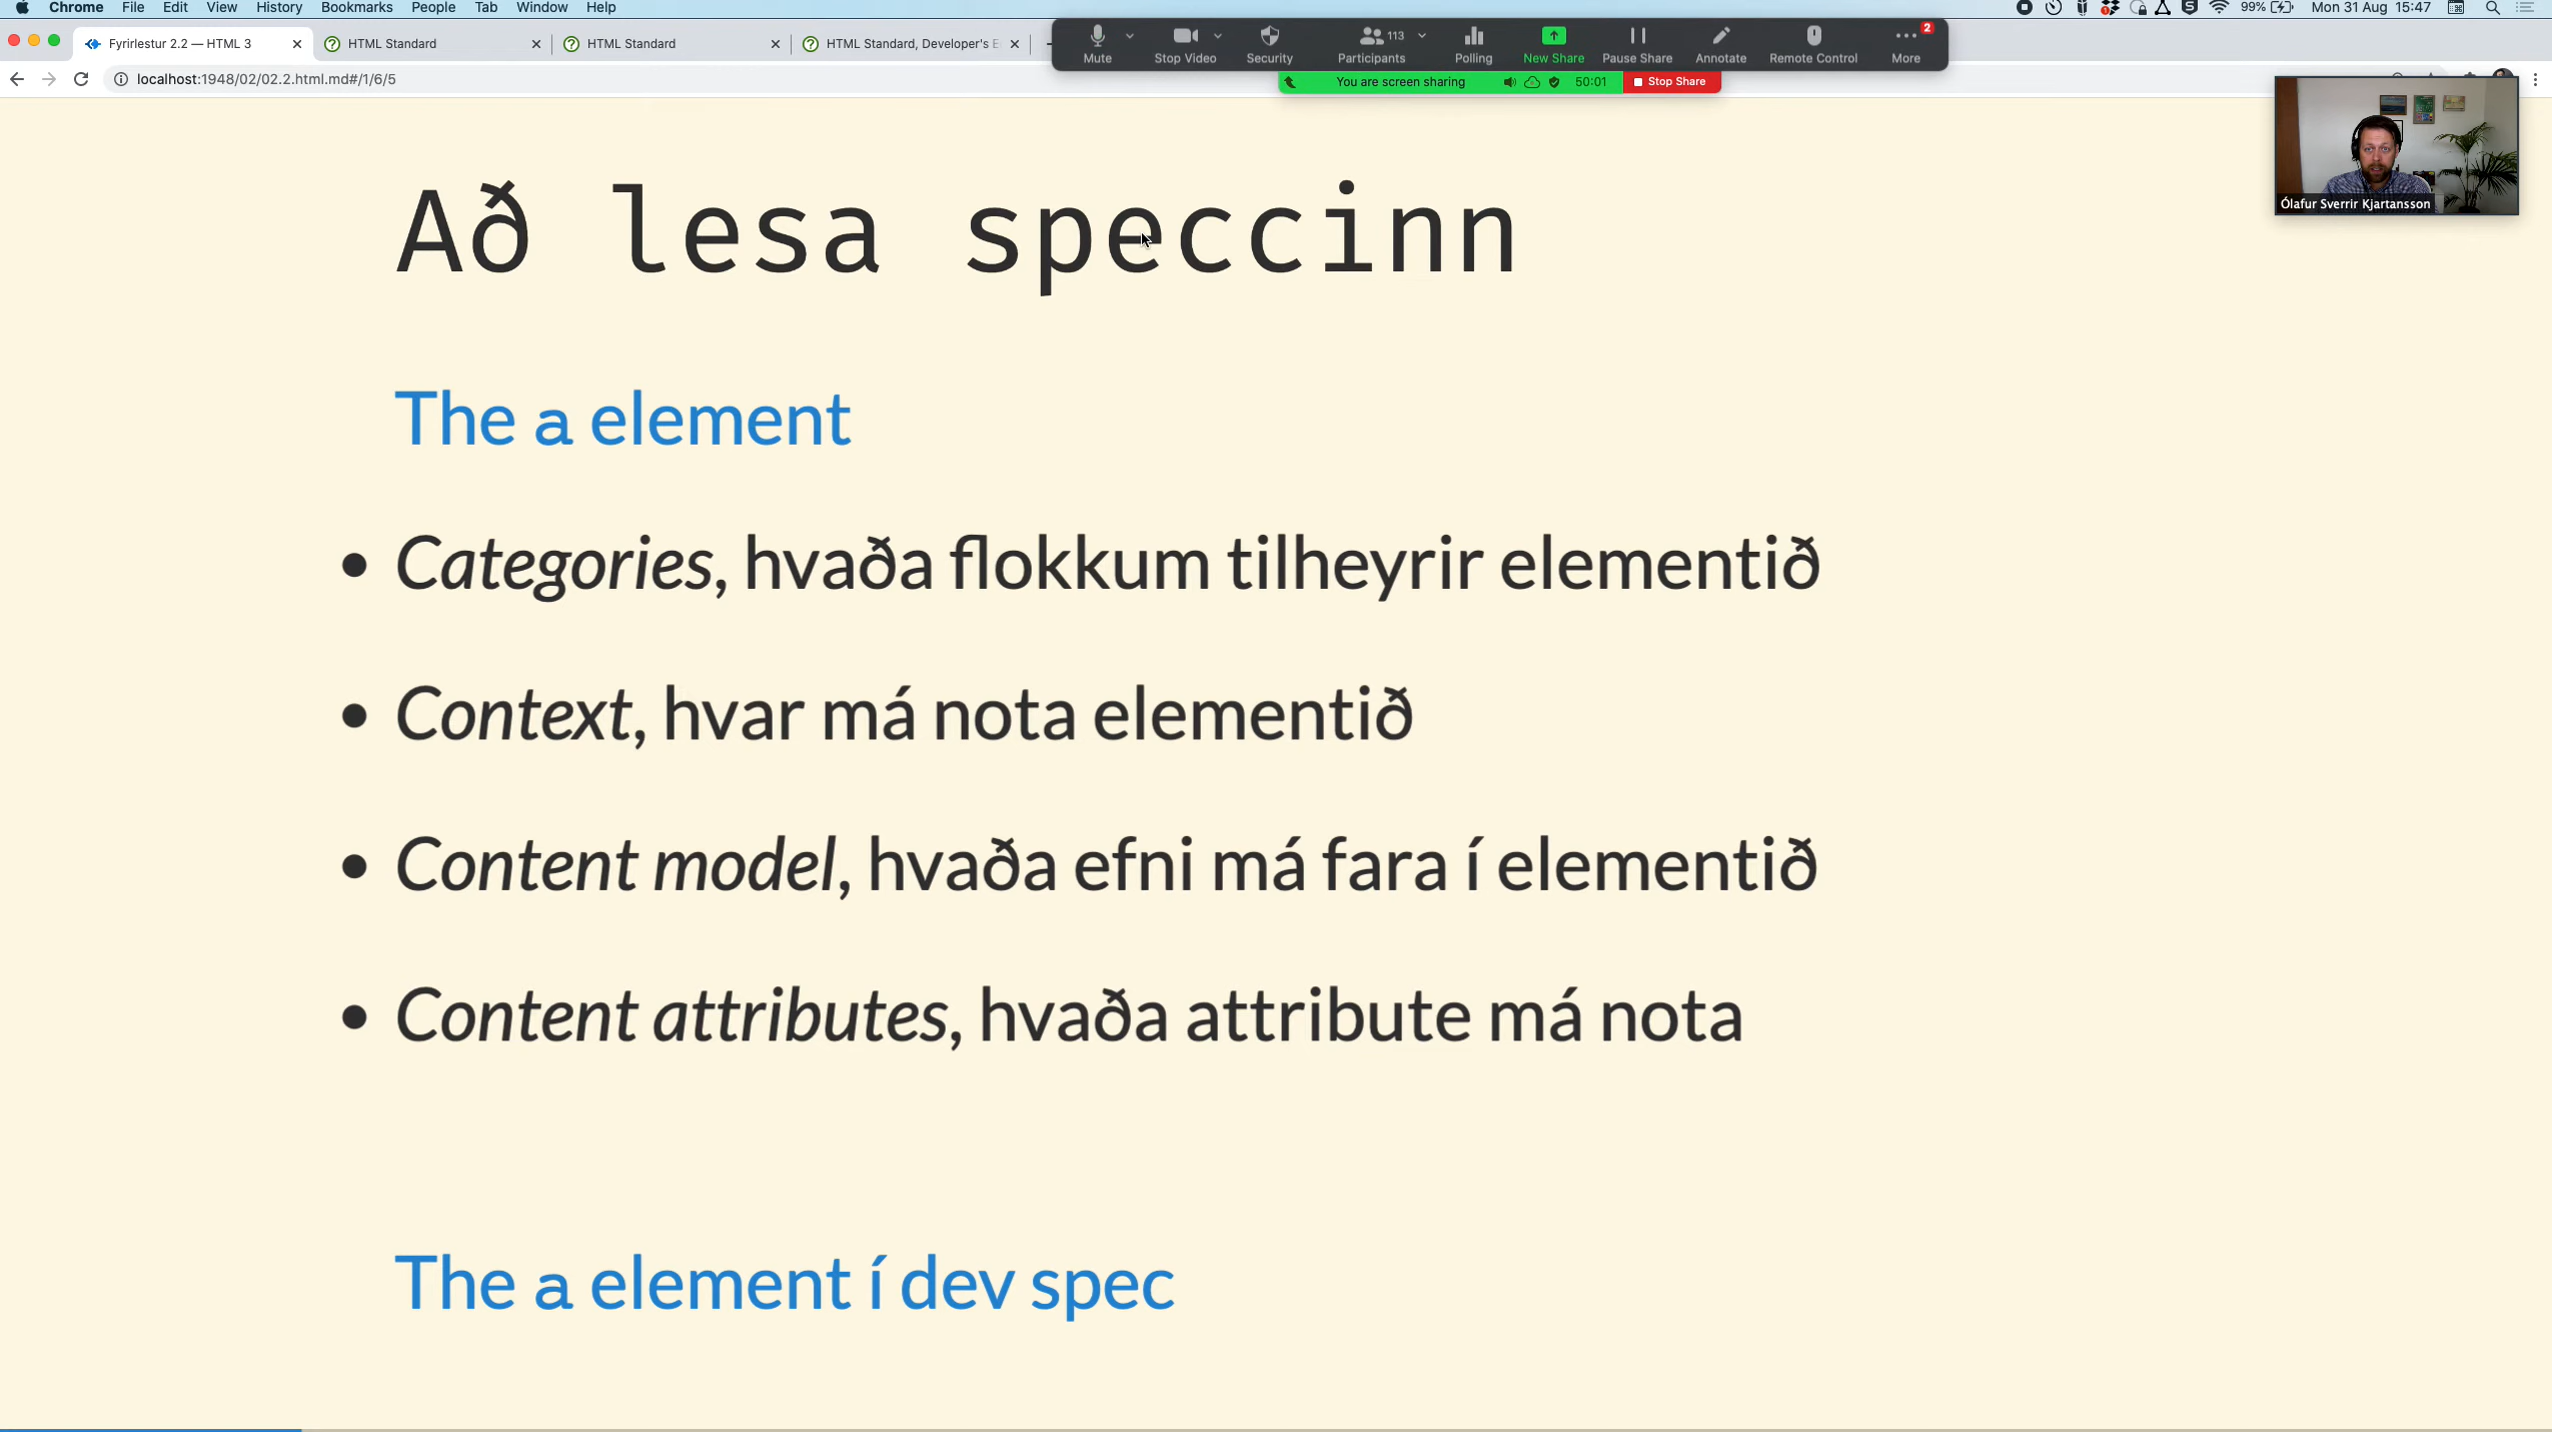 Chrome File Edit View History Bookmarks People Tab Window Help
99% Mon 31 Aug 15:47
Fyrirlestur 2.2 — HTML 3
HTML Standard
HTML Standard
HTML Standard, Developer's
localhost:1948/02/02.2.html.md#/1/6/5
113
2
Mute Stop Video Security Participants Polling New Share Pause Share Annotate Remote Control More
You are screen sharing 50:01 Stop Share
Ólafur Sverrir Kjartansson
Að lesa speccinn
The a element
• Categories, hvaða flokkum tilheyrir elementið
• Context, hvar má nota elementið
• Content model, hvaða efni má fara í elementið
• Content attributes, hvaða attribute má nota
The a element í dev spec